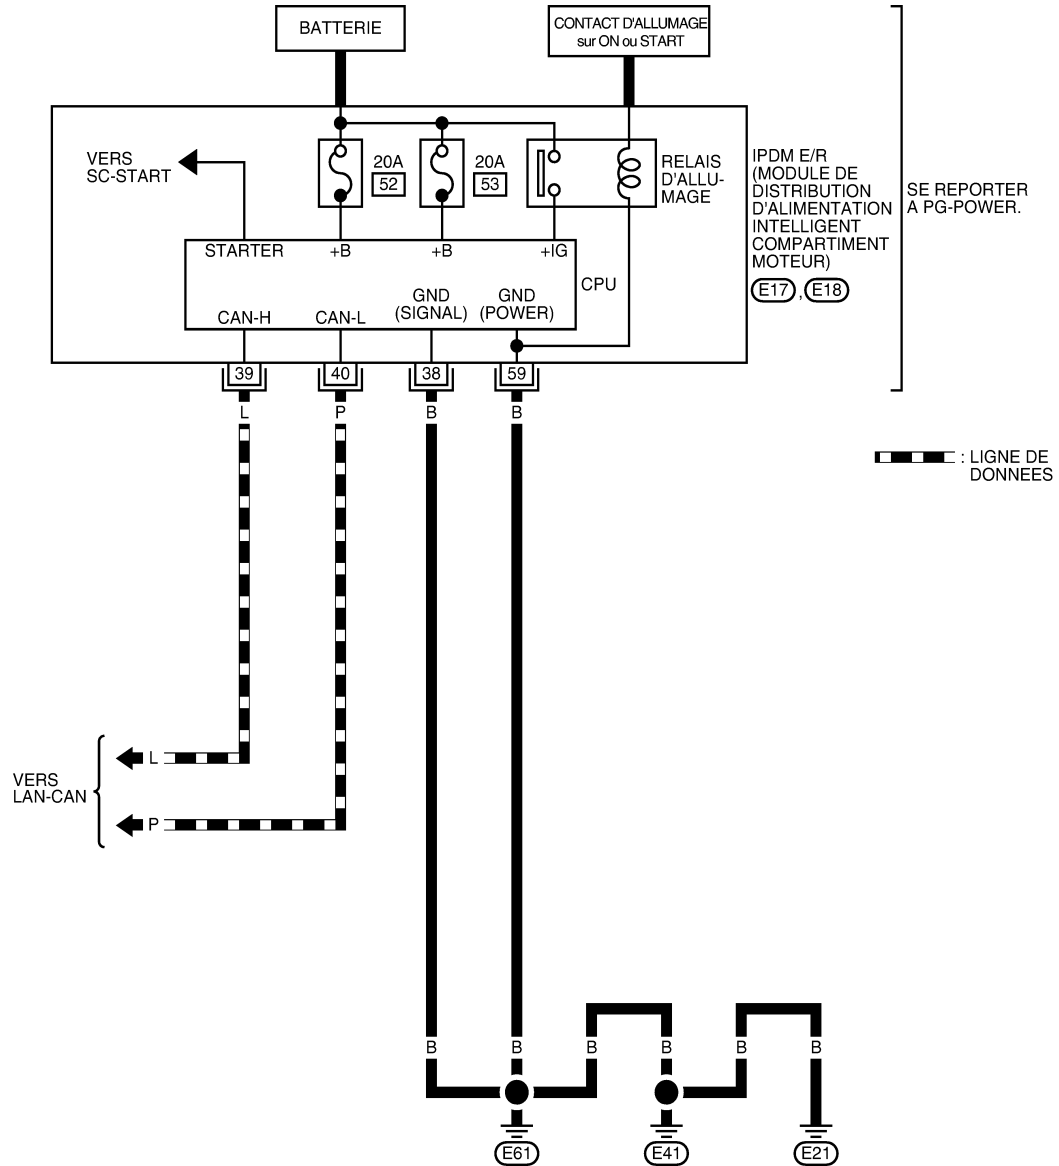 BATTERIE
CONTACT D'ALLUMAGE
sur ON ou START
VERS
SC-START
20A
52
20A
53
RELAIS
D'ALLU-
MAGE
IPDM E/R
(MODULE DE
DISTRIBUTION
D'ALIMENTATION
INTELLIGENT
COMPARTIMENT
MOTEUR)
E17 , E18
SE REPORTER
A PG-POWER.
STARTER
+B
+B
+IG
CPU
CAN-H
CAN-L
GND
(SIGNAL)
GND
(POWER)
39
40
38
59
L
P
B
B
: LIGNE DE
DONNEES
VERS
LAN-CAN
L
P
B
B
B
B
B
B
E61
E41
E21